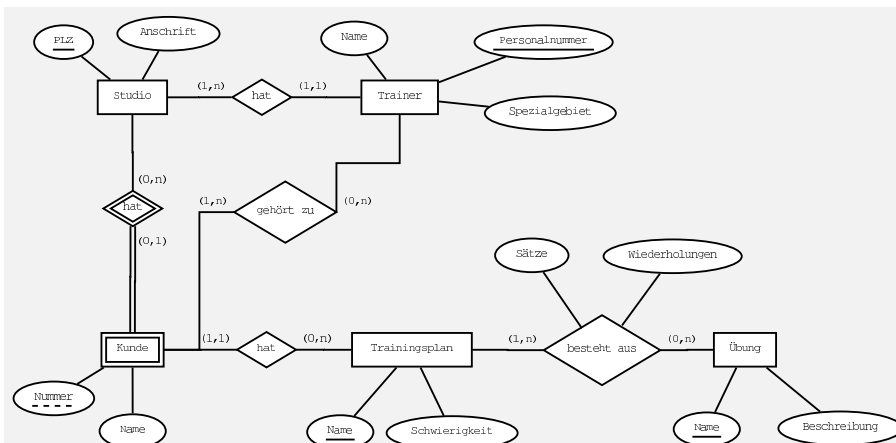 PLZ
Anschrift
Name
Personalnummer
Studio
(1,n)
hat
(1,1)
Trainer
Spezialgebiet
(0,n)
hat
(0,1)
(1,n)
gehört zu
(0,n)
Sätze
Wiederholungen
Kunde
(1,1)
hat
(0,n)
Trainingsplan
(1,n)
besteht aus
(0,n)
Übung
Nummer
Name
Name
Schwierigkeit
Name
Beschreibung